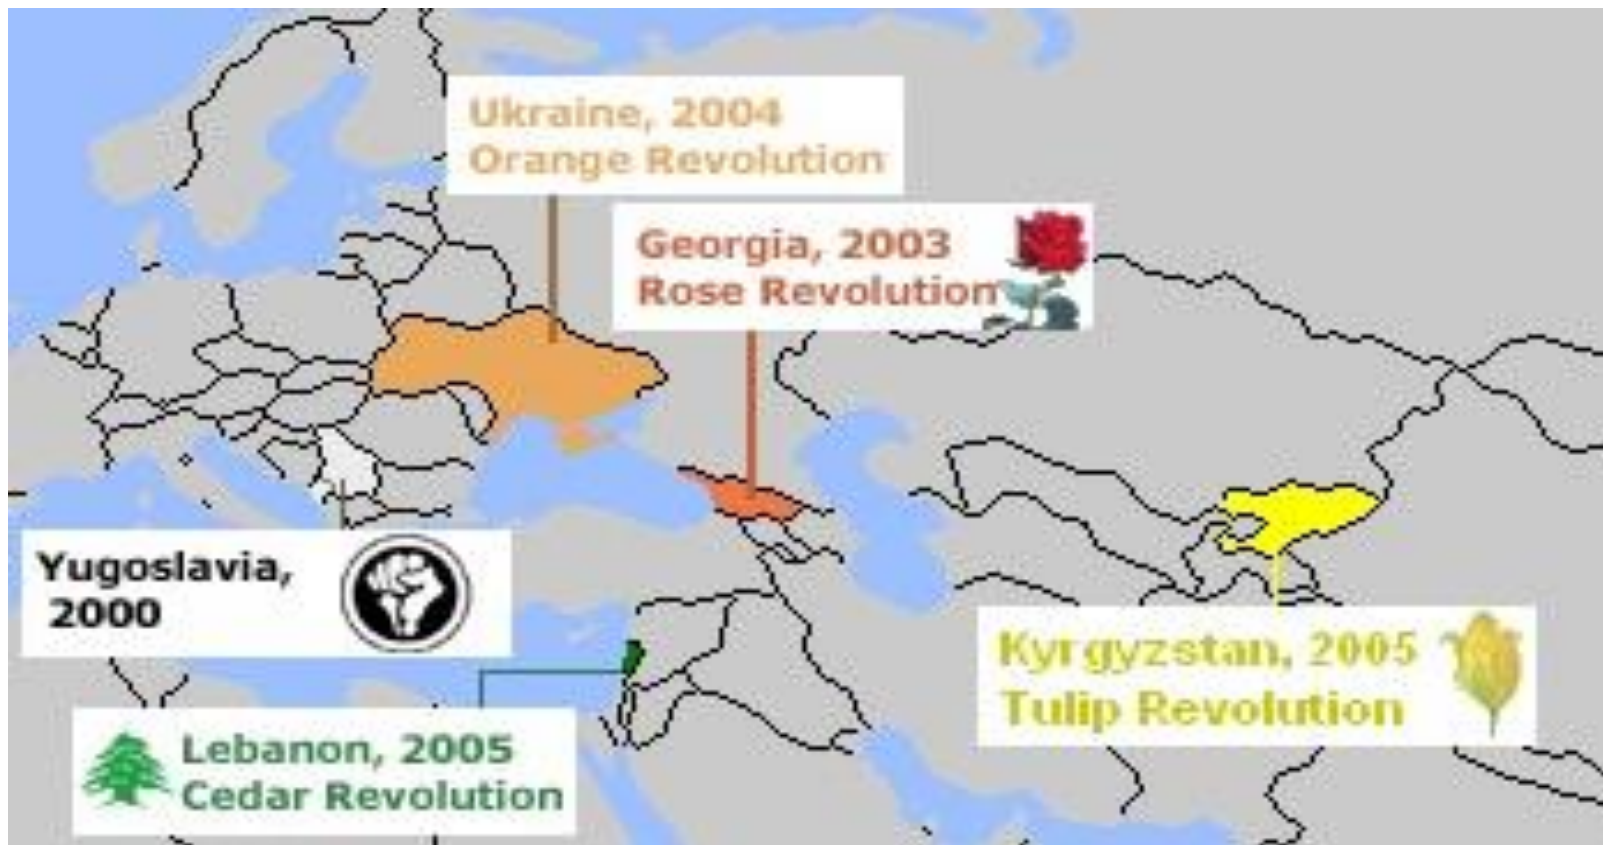 Ukraine, 2004
Orange Revolution
Georgia, 2003
Rose Revolution
Yugoslavia,
2000
Kyrgyzstan, 2005
Tulip Revolution
Lebanon, 2005
Cedar Revolution